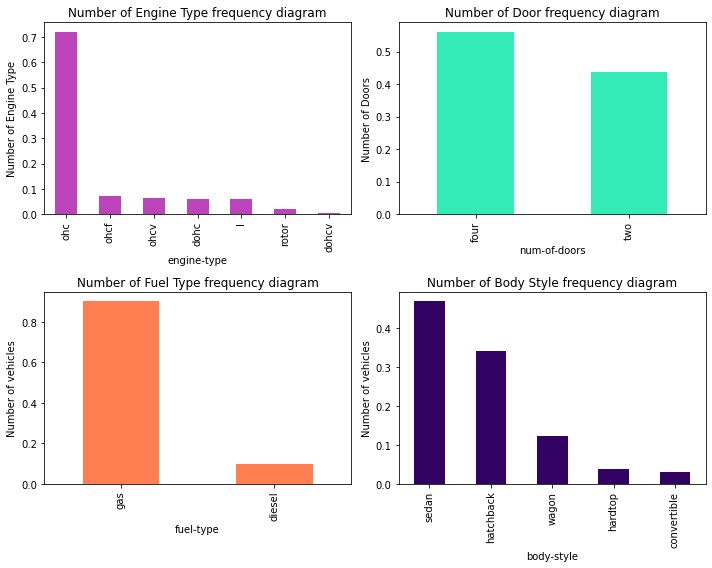 Number of Engine Type frequency diagram
Number of Engine Type
0.7
0.6
0.5
0.4
0.3
0.2
0.1
0.0
ohc
ohcf
ohcv
dohc
l
rotor
dohcv
engine-type
Number of Door frequency diagram
Number of Doors
0.5
0.4
0.3
0.2
0.1
0.0
four
two
num-of-doors
Number of Fuel Type frequency diagram
Number of vehicles
0.8
0.6
0.4
0.2
0.0
gas
diesel
fuel-type
Number of Body Style frequency diagram
Number of vehicles
0.4
0.3
0.2
0.1
0.0
sedan
hatchback
wagon
hardtop
convertible
body-style